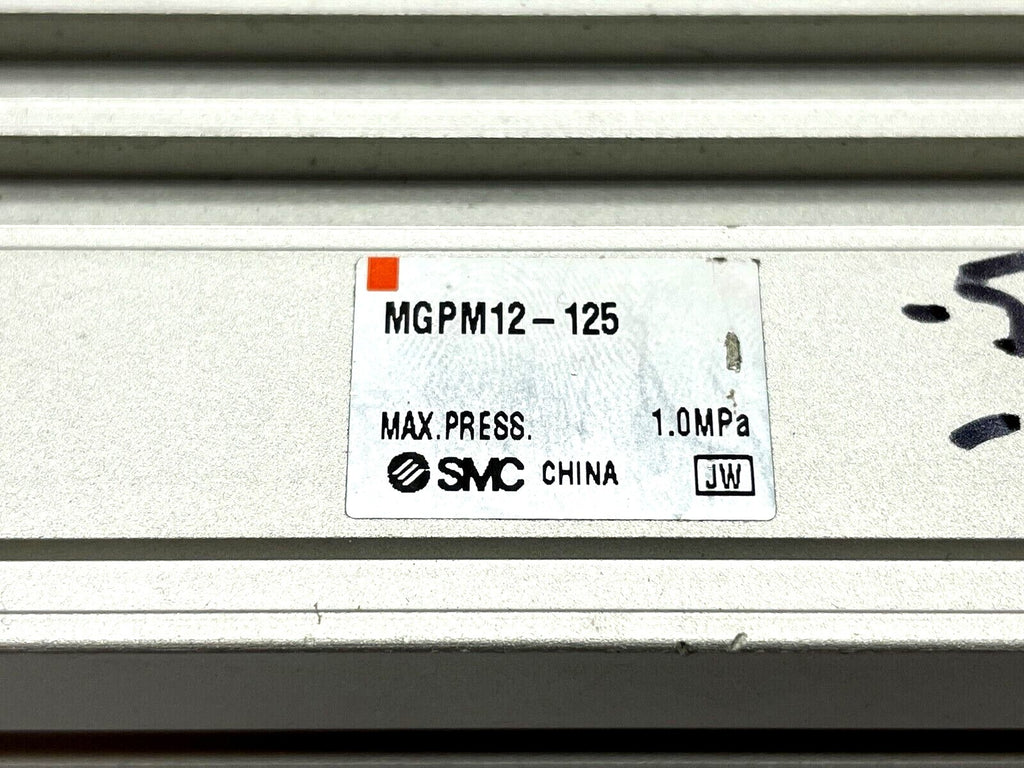 MGPM12-125
MAX.PRESS. 1.0MPa
SMC CHINA JW